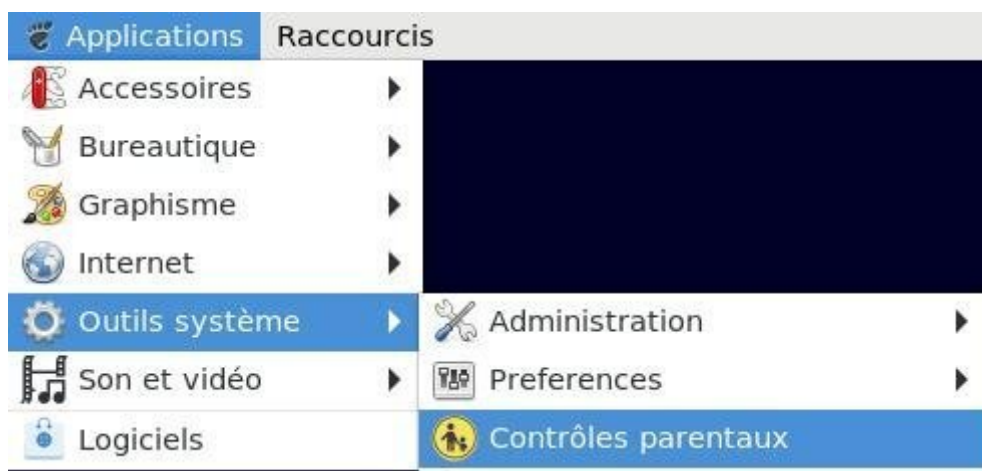 Applications Raccourcis
Accessoires
Bureautique
Graphisme
Internet
Outils système
Administration
Son et vidéo
Preferences
Logiciels
Contrôles parentaux